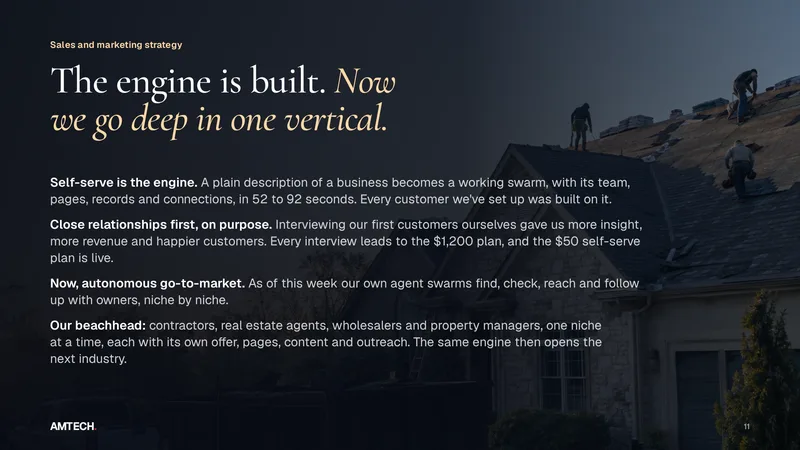 Sales and marketing strategy
The engine is built. Now
we go deep in one vertical.
Self-serve is the engine. A plain description of a business becomes a working swarm, with its team,
pages, records and connections, in 52 to 92 seconds. Every customer we've set up was built on it.
Close relationships first, on purpose. Interviewing our first customers ourselves gave us more insight,
more revenue and happier customers. Every interview leads to the $1,200 plan, and the $50 self-serve
plan is live.
Now, autonomous go-to-market. As of this week our own agent swarms find, check, reach and follow
up with owners, niche by niche.
Our beachhead: contractors, real estate agents, wholesalers and property managers, one niche
at a time, each with its own offer, pages, content and outreach. The same engine then opens the
next industry.
AMTECH.
11